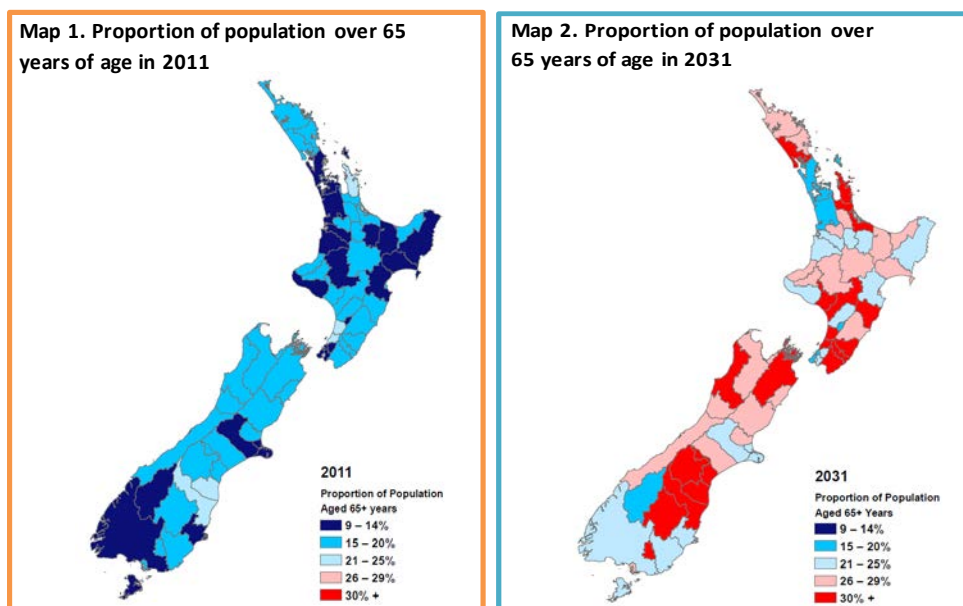 Map 1. Proportion of population over 65
years of age in 2011
2011
Proportion of Population
Aged 65+ years
9 – 14%
15 – 20%
21 – 25%
26 – 29%
30% +
Map 2. Proportion of population over
65 years of age in 2031
2031
Proportion of Population
Aged 65+ years
9 – 14%
15 – 20%
21 – 25%
26 – 29%
30% +